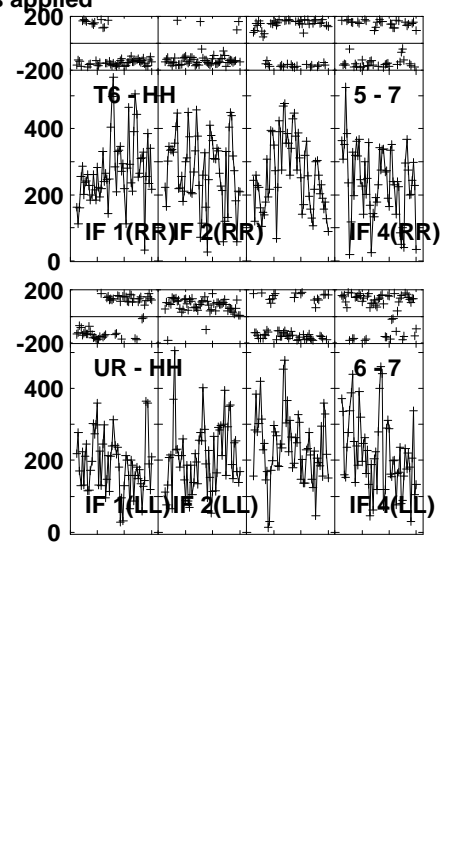 s applied
200
-200
T6 - HH 5 - 7
400
200
IF 1(RR) IF 2(RR) IF 4(RR)
0
200
-200
UR - HH 6 - 7
400
200
IF 1(LL) IF 2(LL) IF 4(LL)
0